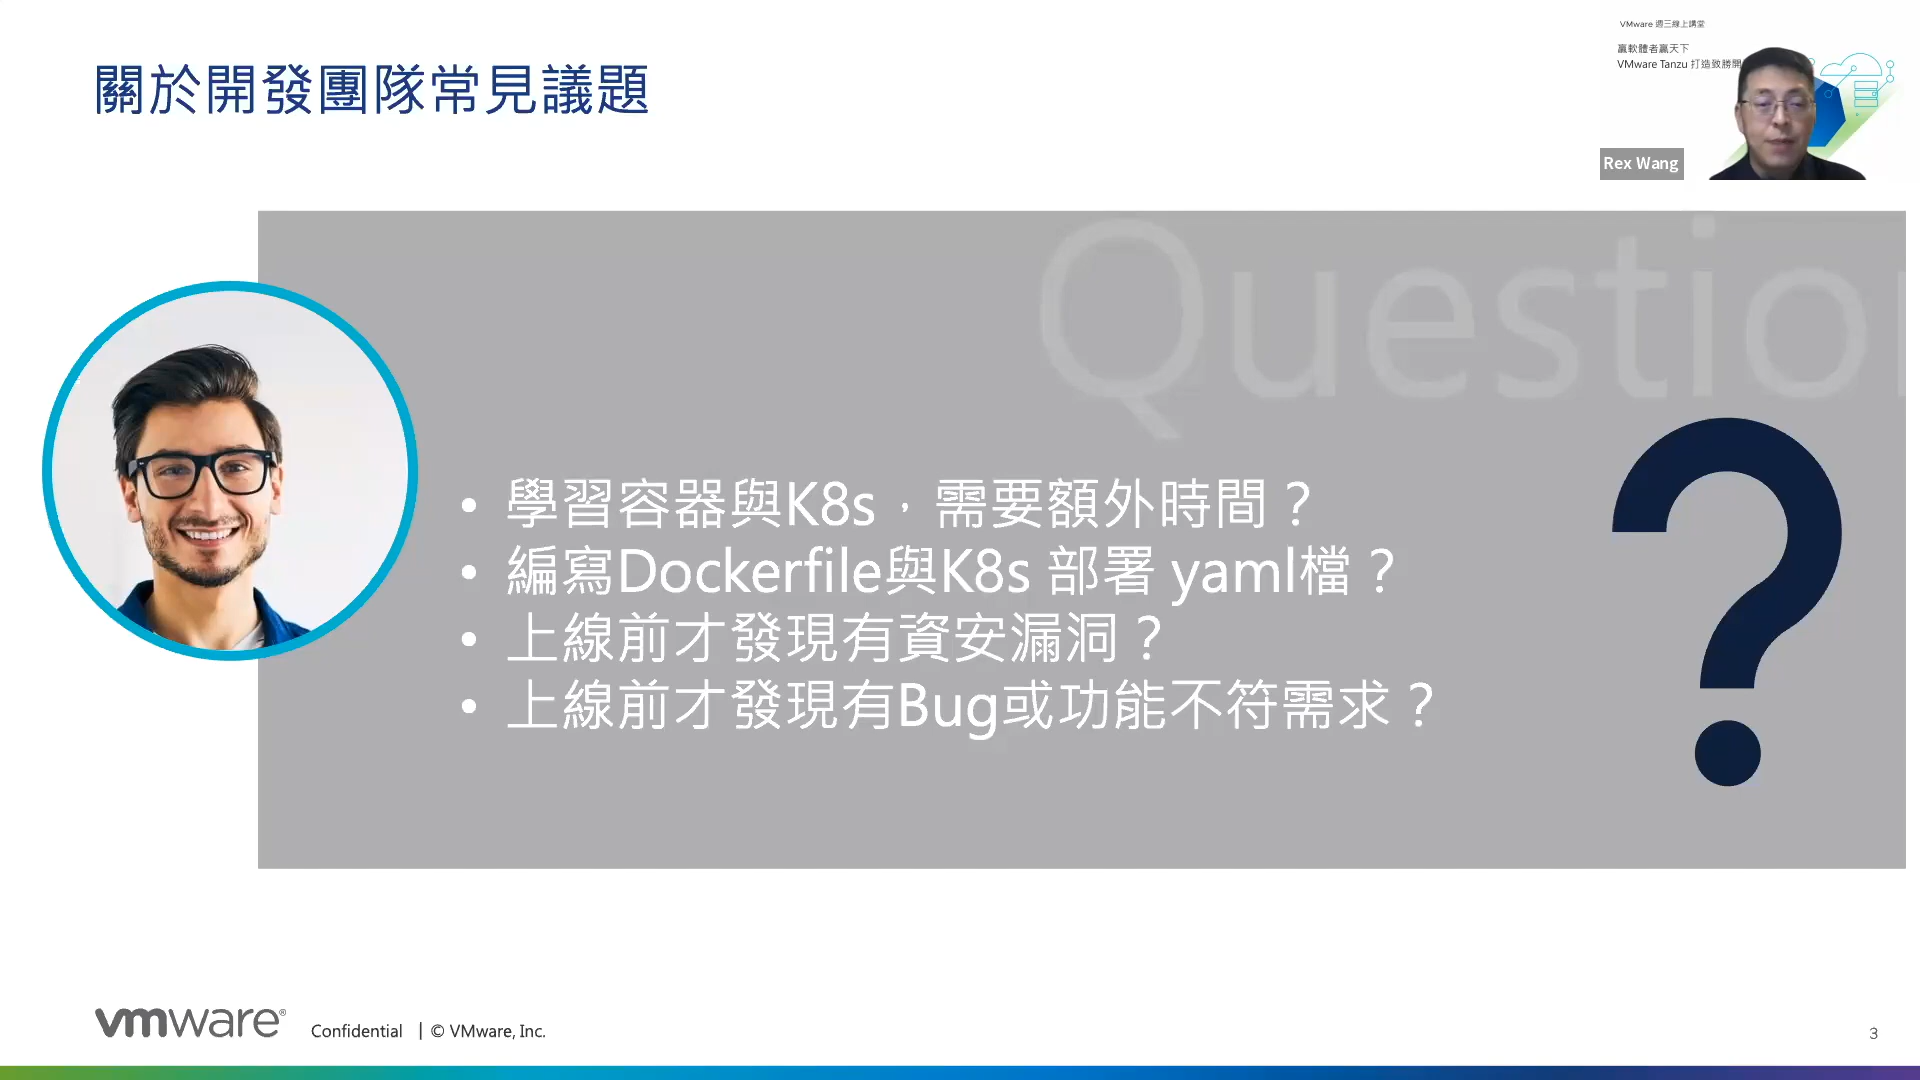 VMware 週三線上講堂
贏軟體者贏天下
VMware Tanzu 打造致勝開
Rex Wang
關於開發團隊常見議題
Question
• 學習容器與K8s，需要額外時間？
• 編寫Dockerfile與K8s 部署 yaml檔？
• 上線前才發現有資安漏洞？
• 上線前才發現有Bug或功能不符需求？
?
vmware®
Confidential | © VMware, Inc.
3